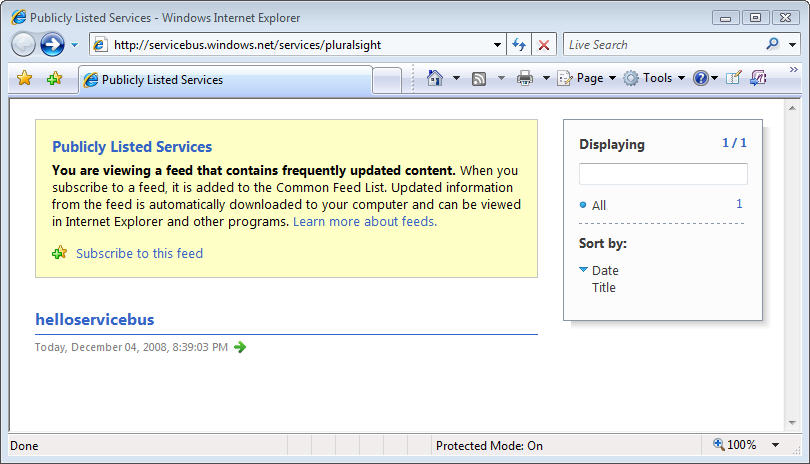 Publicly Listed Services - Windows Internet Explorer
http://servicebus.windows.net/services/pluralsight
Live Search
Publicly Listed Services
Page
Tools
Publicly Listed Services
You are viewing a feed that contains frequently updated content. When you
subscribe to a feed, it is added to the Common Feed List. Updated information
from the feed is automatically downloaded to your computer and can be viewed
in Internet Explorer and other programs. Learn more about feeds.
Subscribe to this feed
helloservicebus
Today, December 04, 2008, 8:39:03 PM
Displaying 1 / 1
All 1
Sort by:
Date
Title
Done
Protected Mode: On
100%